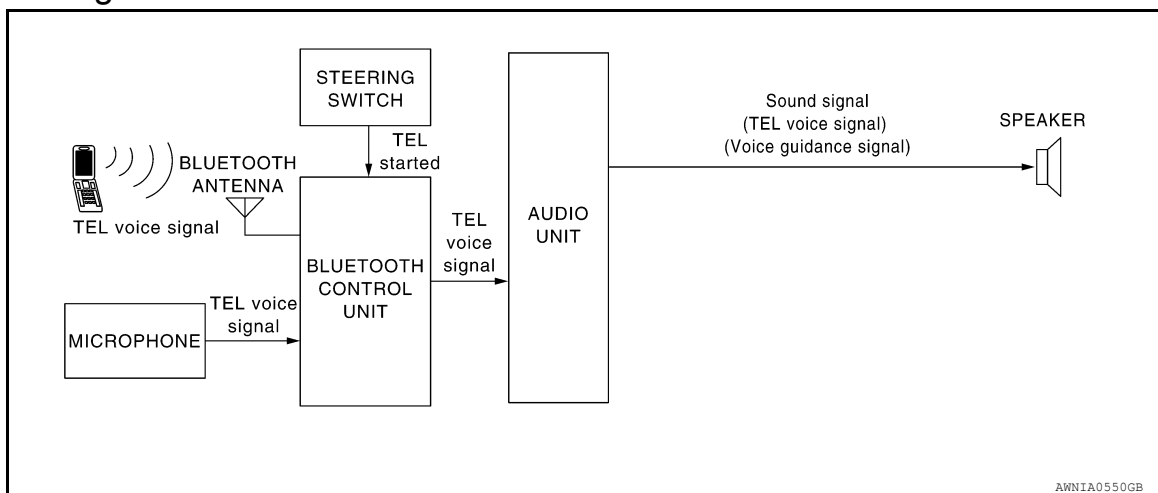 STEERING
SWITCH
TEL
started
BLUETOOTH
ANTENNA
TEL voice signal
MICROPHONE
TEL voice
signal
BLUETOOTH
CONTROL
UNIT
TEL
voice
signal
AUDIO
UNIT
Sound signal
(TEL voice signal)
(Voice guidance signal)
SPEAKER
AWNIA0550GB